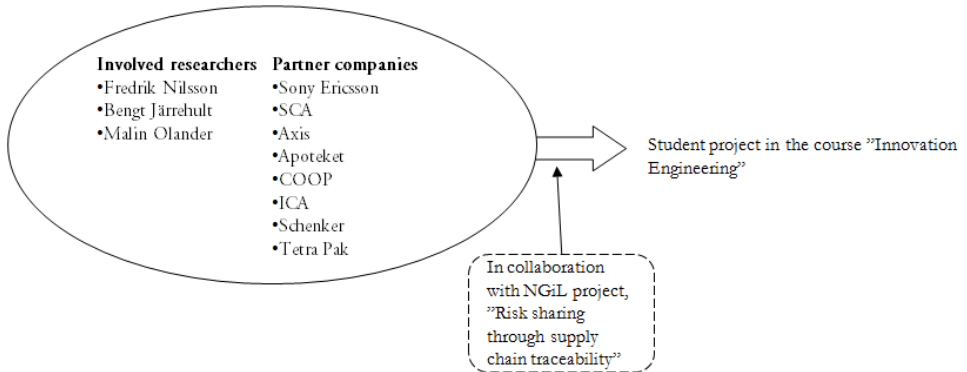 Involved researchers
•Fredrik Nilsson
•Bengt Järrehult
•Malin Olander
Partner companies
•Sony Ericsson
•SCA
•Axis
•Apoteket
•COOP
•ICA
•Schenker
•Tetra Pak
Student project in the course ”Innovation
Engineering”
In collaboration
with NGiL project,
”Risk sharing
through supply
chain traceability”